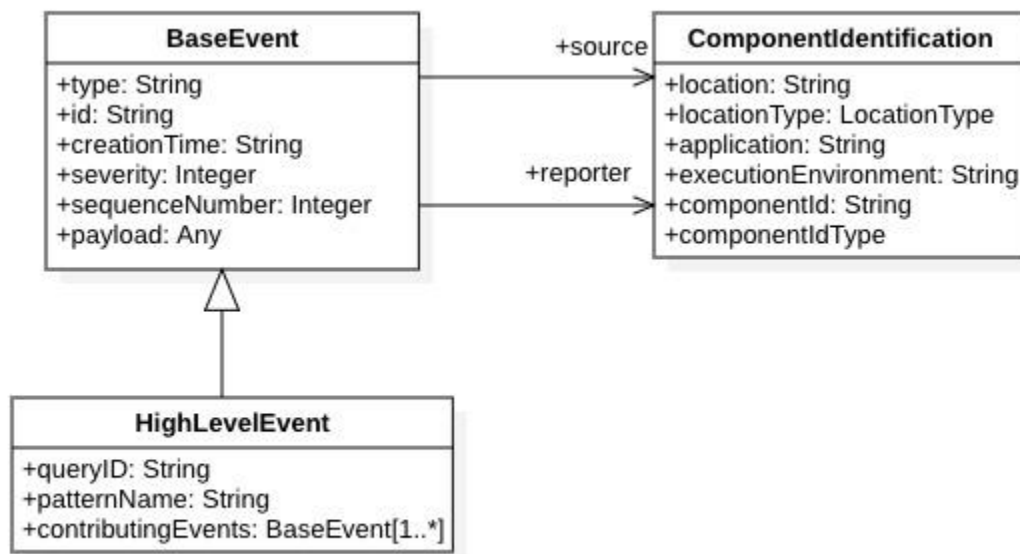 BaseEvent
+type: String
+id: String
+creationTime: String
+severity: Integer
+sequenceNumber: Integer
+payload: Any
+source
+reporter
ComponentIdentification
+location: String
+locationType: LocationType
+application: String
+executionEnvironment: String
+componentId: String
+componentIdType
HighLevelEvent
+queryID: String
+patternName: String
+contributingEvents: BaseEvent[1..*]